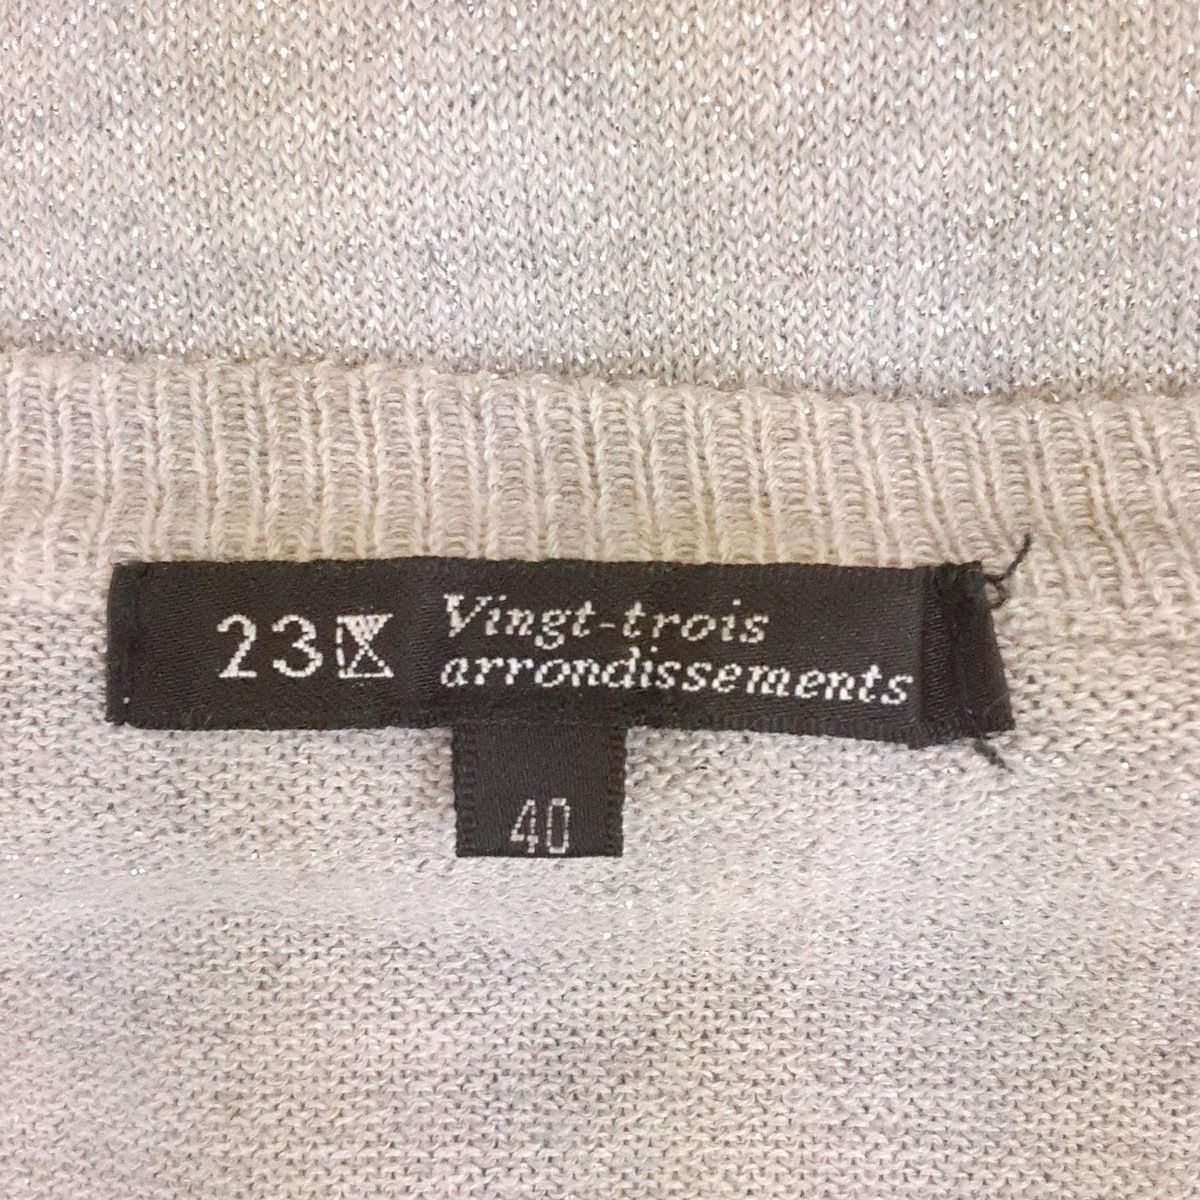 23
Vingt-trois
arrondissements
40